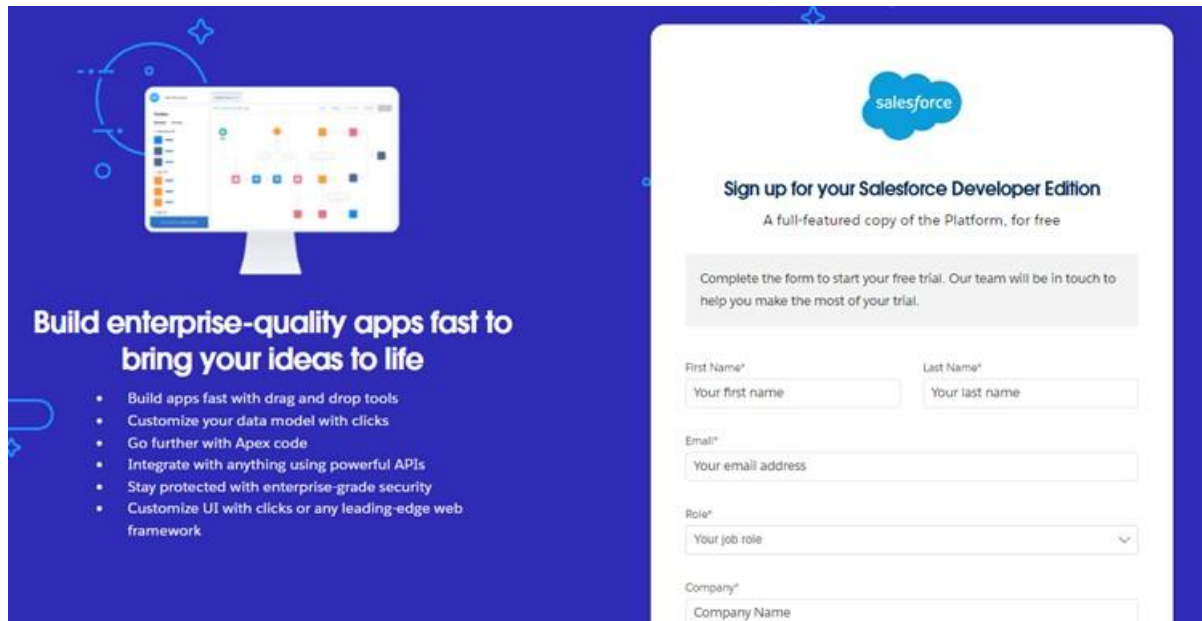 Build enterprise-quality apps fast to
bring your ideas to life
Build apps fast with drag and drop tools
Customize your data model with clicks
Go further with Apex code
Integrate with anything using powerful APIs
Stay protected with enterprise-grade security
Customize UI with clicks or any leading-edge web
framework
salesforce
Sign up for your Salesforce Developer Edition
A full-featured copy of the Platform, for free
Complete the form to start your free trial. Our team will be in touch to
help you make the most of your trial.
First Name* Last Name*
Your first name Your last name
Email*
Your email address
Role*
Your job role
Company*
Company Name